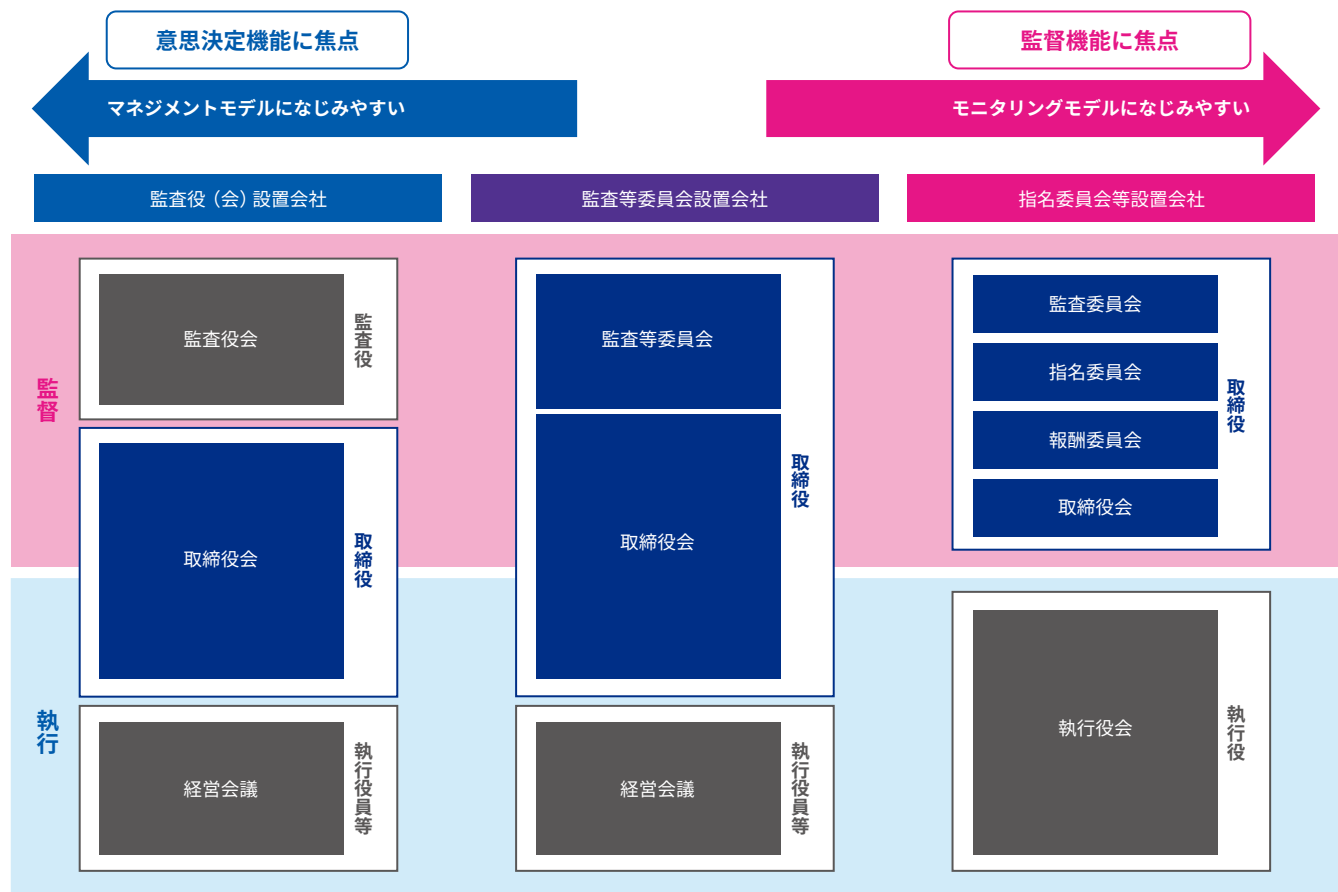 意思決定機能に焦点
監督機能に焦点
マネジメントモデルになじみやすい
モニタリングモデルになじみやすい
監査役（会）設置会社
監査等委員会設置会社
指名委員会等設置会社
監督
監査役会
監査役
取締役会
取締役
監査等委員会
取締役会
取締役
監査委員会
指名委員会
報酬委員会
取締役会
取締役
執行
経営会議
執行役員等
経営会議
執行役員等
執行役会
執行役